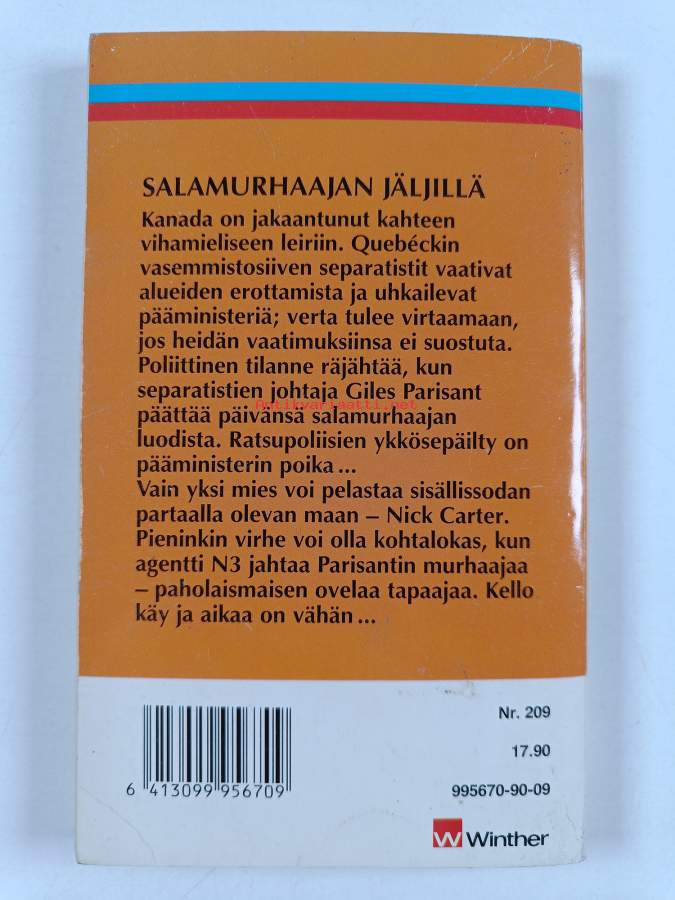 SALAMURHAAJAN JÄLJILLÄ
Kanada on jakaantunut kahteen
vihamieliseen leiriin. Quebéckin
vasemmistosiiven separatistit vaativat
alueiden erottamista ja uhkailevat
pääministeriä; verta tulee virtaamaan,
jos heidän vaatimuksiinsa ei suostuta.
Poliittinen tilanne räjähtää, kun
separatistien johtaja Giles Parisant
Antikvariaatti.net
päättää päivänsä salamurhaajan
luodista. Ratsupoliisien ykkösepäilty on
pääministerin poika...
Vain yksi mies voi pelastaa sisällissodan
partaalla olevan maan – Nick Carter.
Pieninkin virhe voi olla kohtalokas, kun
agentti N3 jahtaa Parisantin murhaajaa
– paholaismaisen ovelaa tapaajaa. Kello
käy ja aikaa on vähän...
Nr. 209
17.90
6 413099 956709
995670-90-09
W Winther